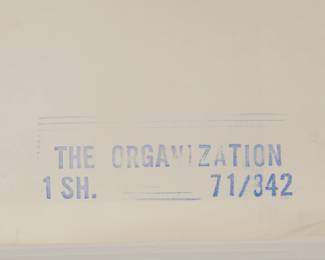 THE ORGANIZATION
1 SH. 71/342